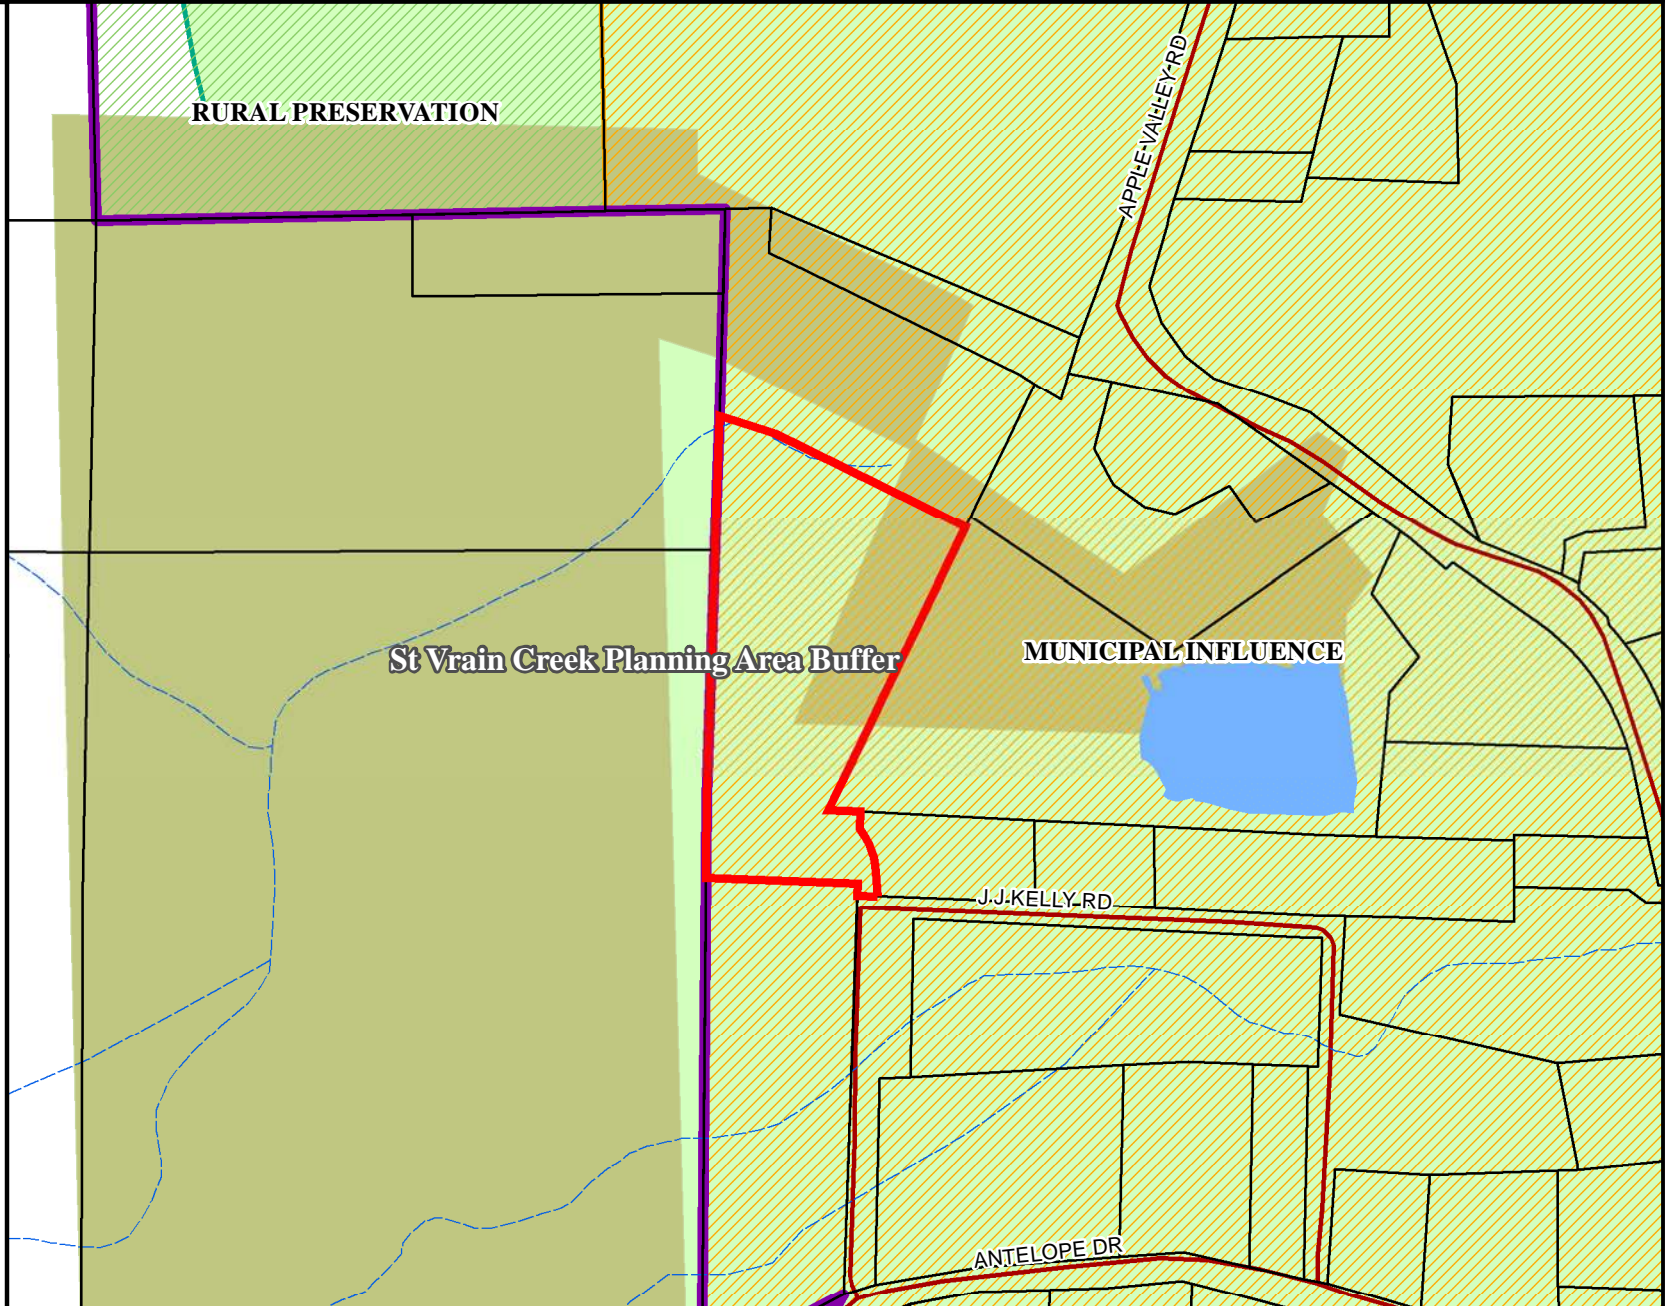 APPLE VALLEY RD
RURAL PRESERVATION
St Vrain Creek Planning Area Buffer
MUNICIPAL INFLUENCE
J J KELLY RD
ANTELOPE DR